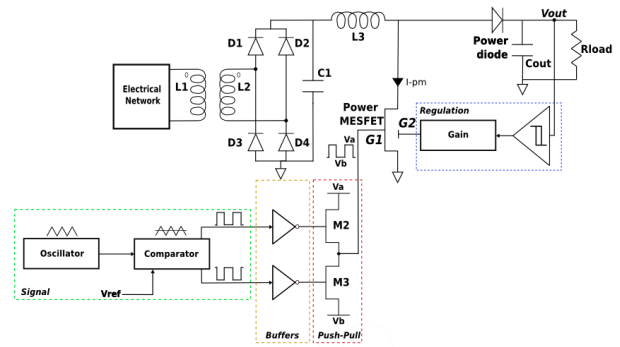 Vout
D1
D2
L3
Power
diode
Cout
Rload
Electrical
Network
L1
L2
C1
I-pm
Power
MESFET
G1
G2
Regulation
Gain
D3
D4
Va
Vb
Va
M2
Oscillator
Comparator
M3
Signal
Vref
Vb
Buffers
Push-Pull